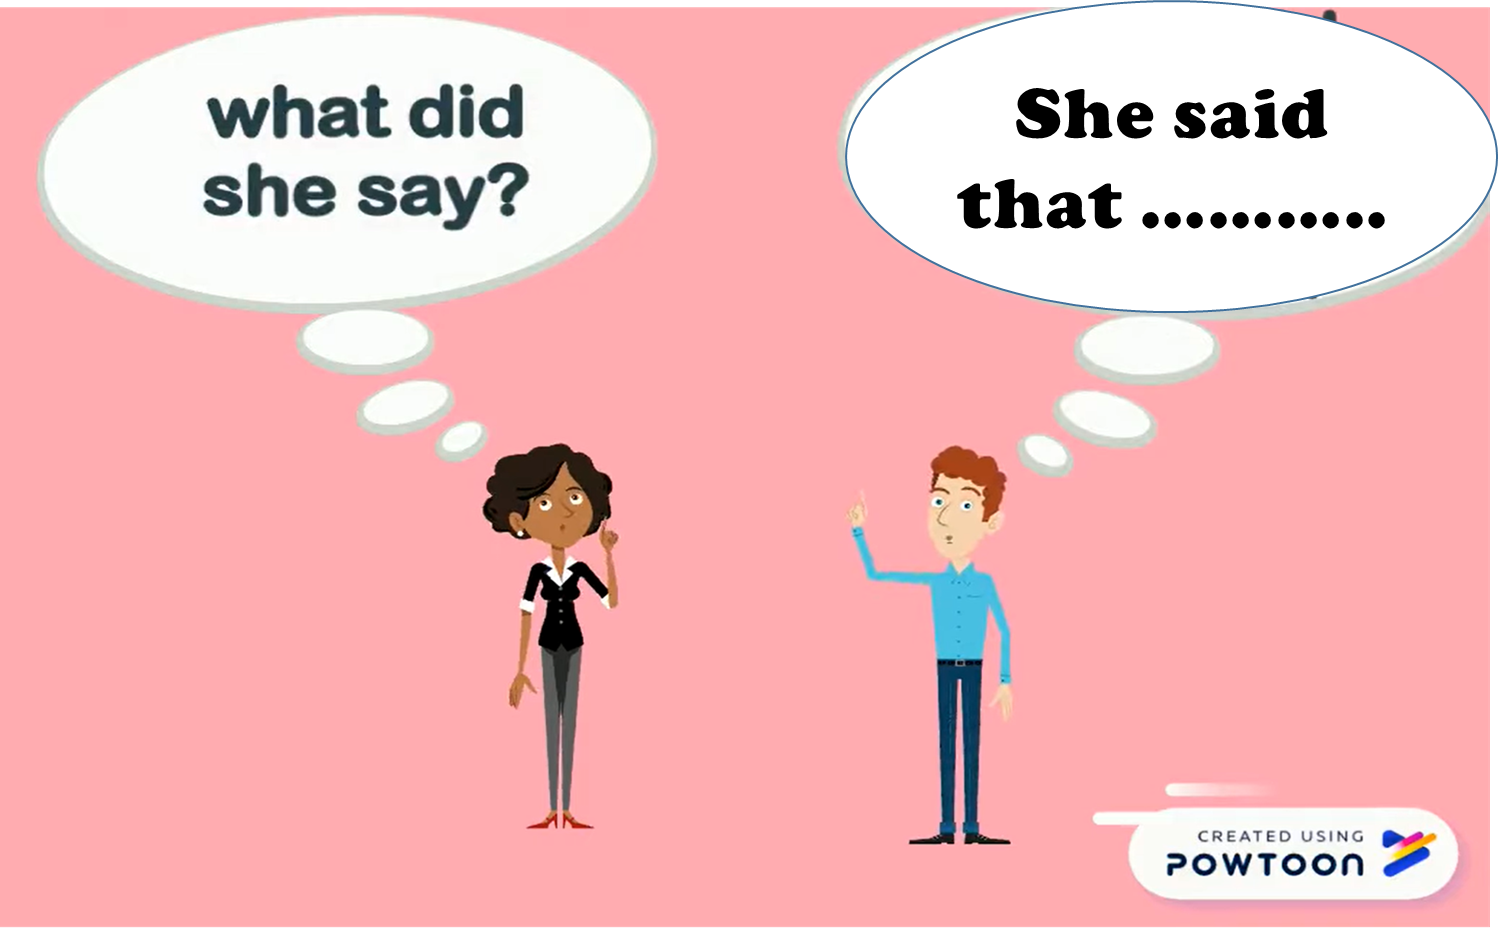 what did
she say?
She said
that ...........
CREATED USING
POWTOON